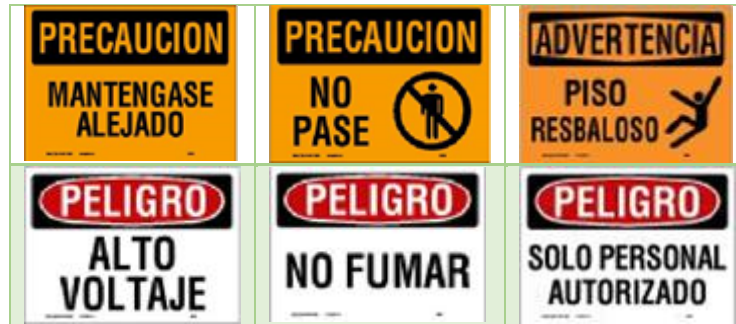 PRECAUCION
MANTENGASE
ALEJADO
PRECAUCION
NO
PASE
ADVERTENCIA
PISO
RESBALOSO
PELIGRO
ALTO
VOLTAJE
PELIGRO
NO FUMAR
PELIGRO
SOLO PERSONAL
AUTORIZADO